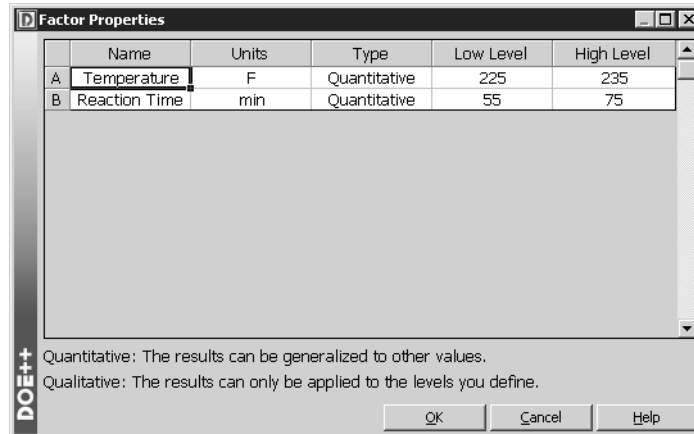 Factor Properties
Name Units Type Low Level High Level
A Temperature F Quantitative 225 235
B Reaction Time min Quantitative 55 75
Quantitative: The results can be generalized to other values.
Qualitative: The results can only be applied to the levels you define.
DOE++
OK Cancel Help